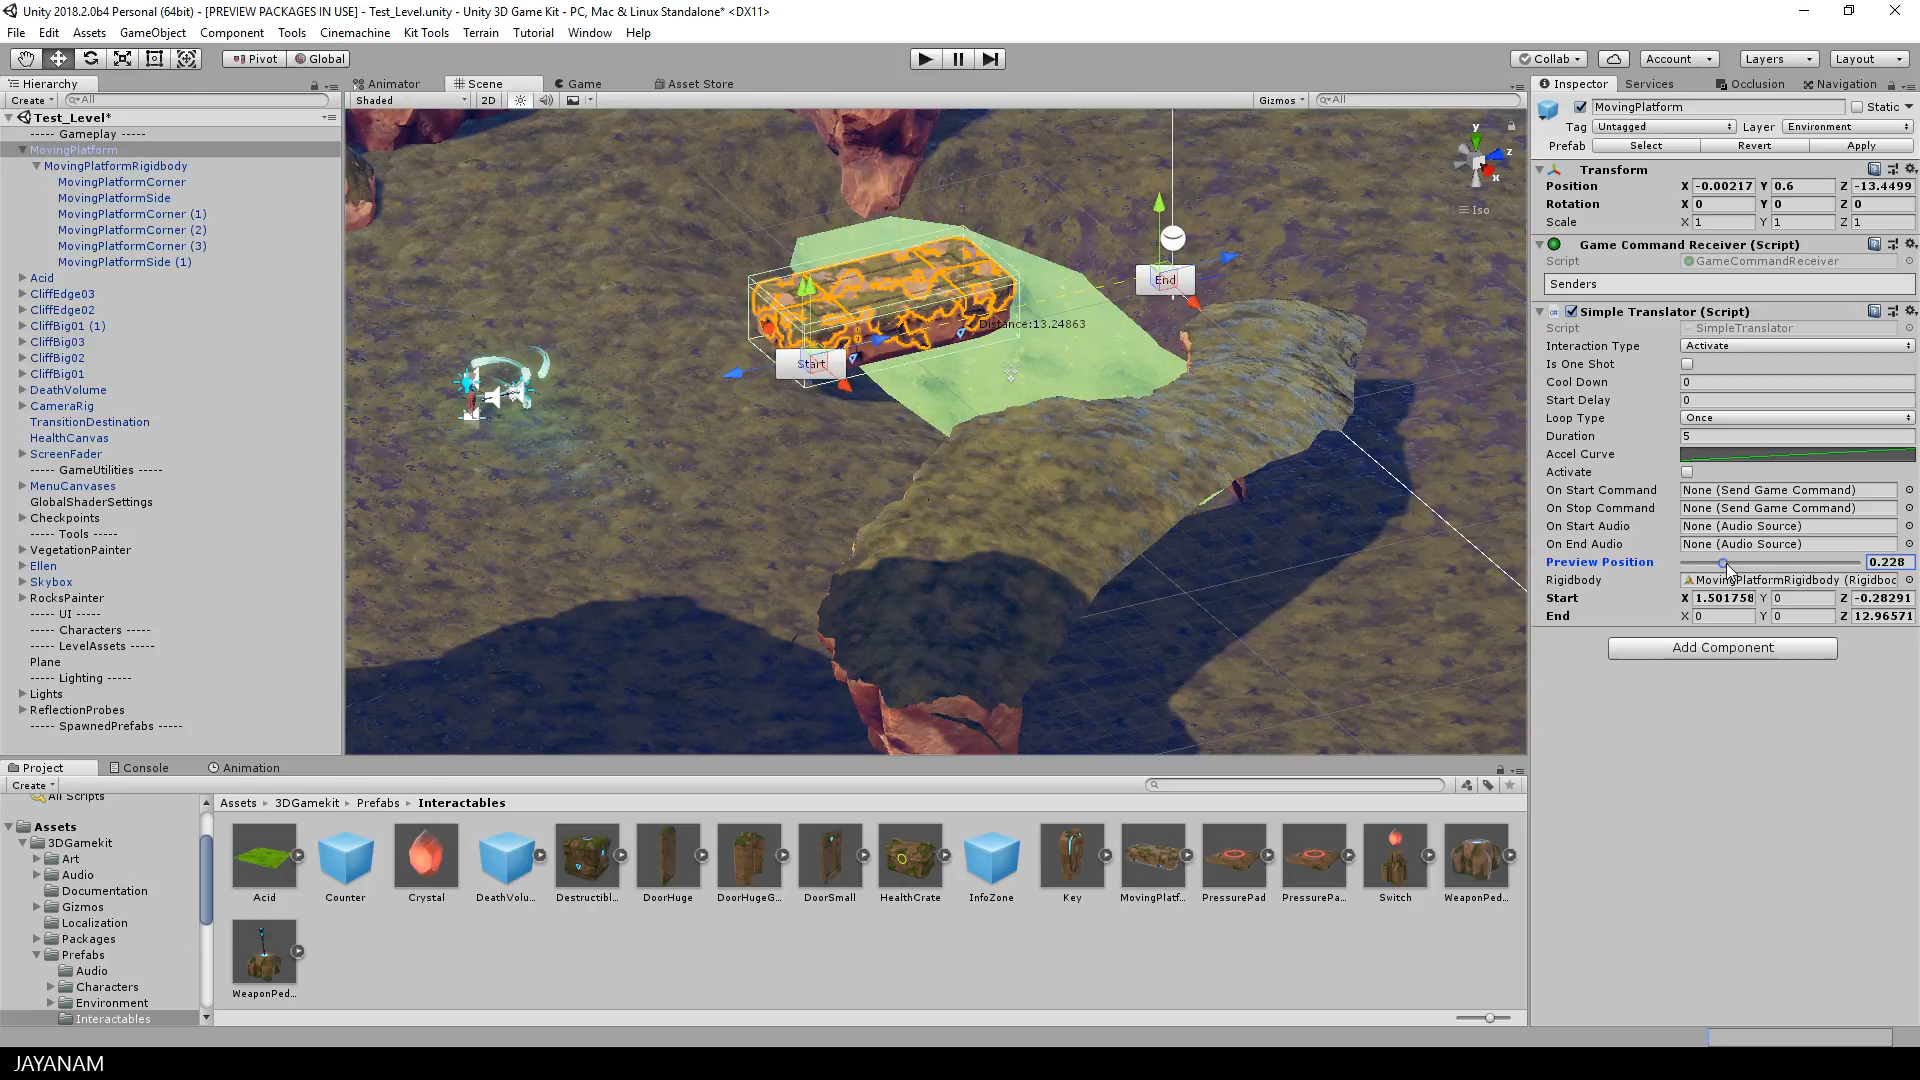 Unity 2018.2.0b4 Personal (64bit) - [PREVIEW PACKAGES IN USE] - Test_Level.unity - Unity 3D Game Kit - PC, Mac & Linux Standalone* <DX11>
File Edit Assets GameObject Component Tools Cinemachine Kit Tools Terrain Tutorial Window Help
Pivot Global Collab Account Layers Layout
Hierarchy
Create All
Test_Level*
----- Gameplay -----
MovingPlatform
MovingPlatformRigidbody
MovingPlatformCorner
MovingPlatformSide
MovingPlatformCorner (1)
MovingPlatformCorner (2)
MovingPlatformCorner (3)
MovingPlatformSide (1)
Acid
CliffEdge03
CliffEdge02
CliffBig01 (1)
CliffBig03
CliffBig02
CliffBig01
DeathVolume
CameraRig
TransitionDestination
HealthCanvas
ScreenFader
----- GameUtilities -----
MenuCanvases
GlobalShaderSettings
Checkpoints
----- Tools -----
VegetationPainter
Ellen
Skybox
RocksPainter
----- UI -----
----- Characters -----
----- LevelAssets -----
Plane
----- Lighting -----
Lights
ReflectionProbes
----- SpawnedPrefabs -----
Animator Scene Game Asset Store
Shaded 2D Gizmos All
y
z
x
Iso
End
Distance:13.24863
Start
Inspector Services Occlusion Navigation
MovingPlatform Static
Tag Untagged Layer Environment
Prefab Select Revert Apply
Transform
Position X -0.00217 Y 0.6 Z -13.4499
Rotation X 0 Y 0 Z 0
Scale X 1 Y 1 Z 1
Game Command Receiver (Script)
Script GameCommandReceiver
Senders
Simple Translator (Script)
Script SimpleTranslator
Interaction Type Activate
Is One Shot
Cool Down 0
Start Delay 0
Loop Type Once
Duration 5
Accel Curve
Activate
On Start Command None (Send Game Command)
On Stop Command None (Send Game Command)
On Start Audio None (Audio Source)
On End Audio None (Audio Source)
Preview Position 0.228
Rigidbody MovingPlatformRigidbody (Rigidboc
Start X 1.501758 Y 0 Z -0.28291
End X 0 Y 0 Z 12.96571
Add Component
Project Console Animation
Create
All Scripts
Assets
3DGamekit
Art
Audio
Documentation
Gizmos
Localization
Packages
Prefabs
Audio
Characters
Environment
Interactables
Assets 3DGamekit Prefabs Interactables
Acid Counter Crystal DeathVolu... Destructibl... DoorHuge DoorHugeG... DoorSmall HealthCrate InfoZone Key MovingPlatf... PressurePad PressurePa... Switch WeaponPed...
WeaponPed...
JAYANAM